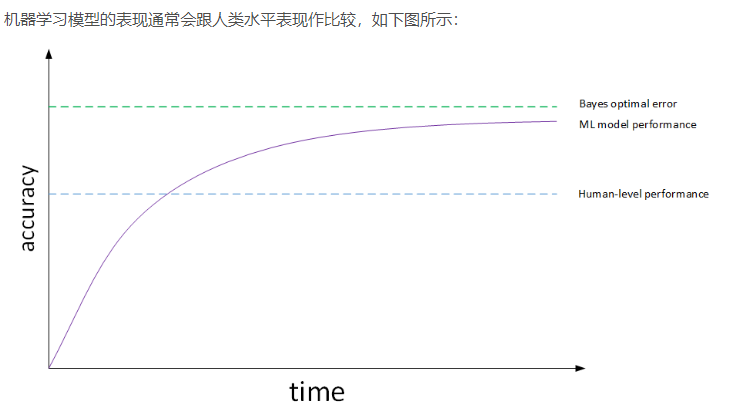 机器学习模型的表现通常会跟人类水平表现作比较，如下图所示：
Bayes optimal error
ML model performance
Human-level performance
accuracy
time